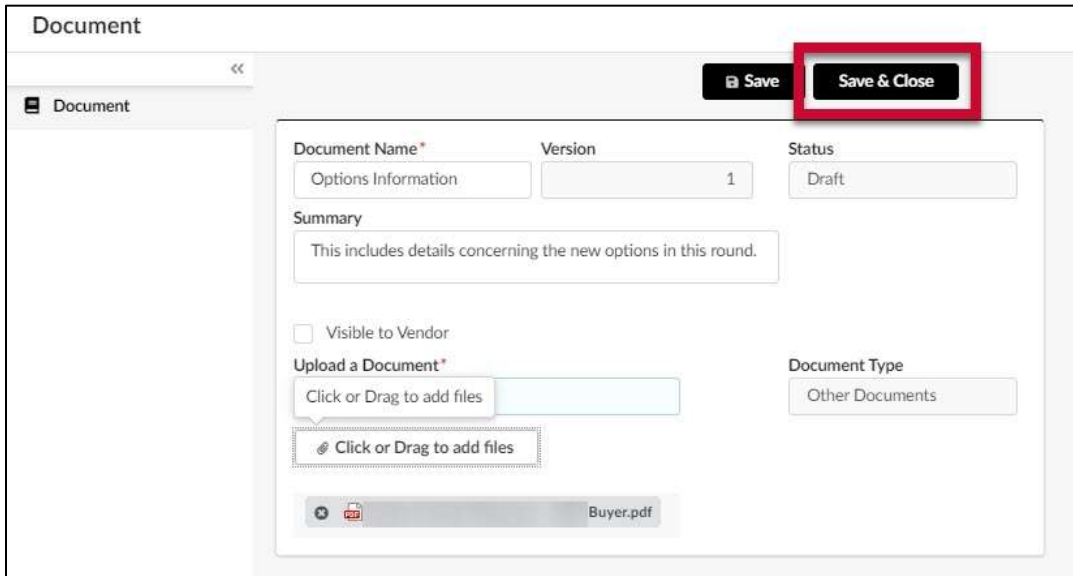 Document
«
Save
Save & Close
Document
Document Name*
Version
Status
Options Information
1
Draft
Summary
This includes details concerning the new options in this round.
Visible to Vendor
Upload a Document*
Document Type
Click or Drag to add files
Other Documents
Click or Drag to add files
PDF
Buyer.pdf